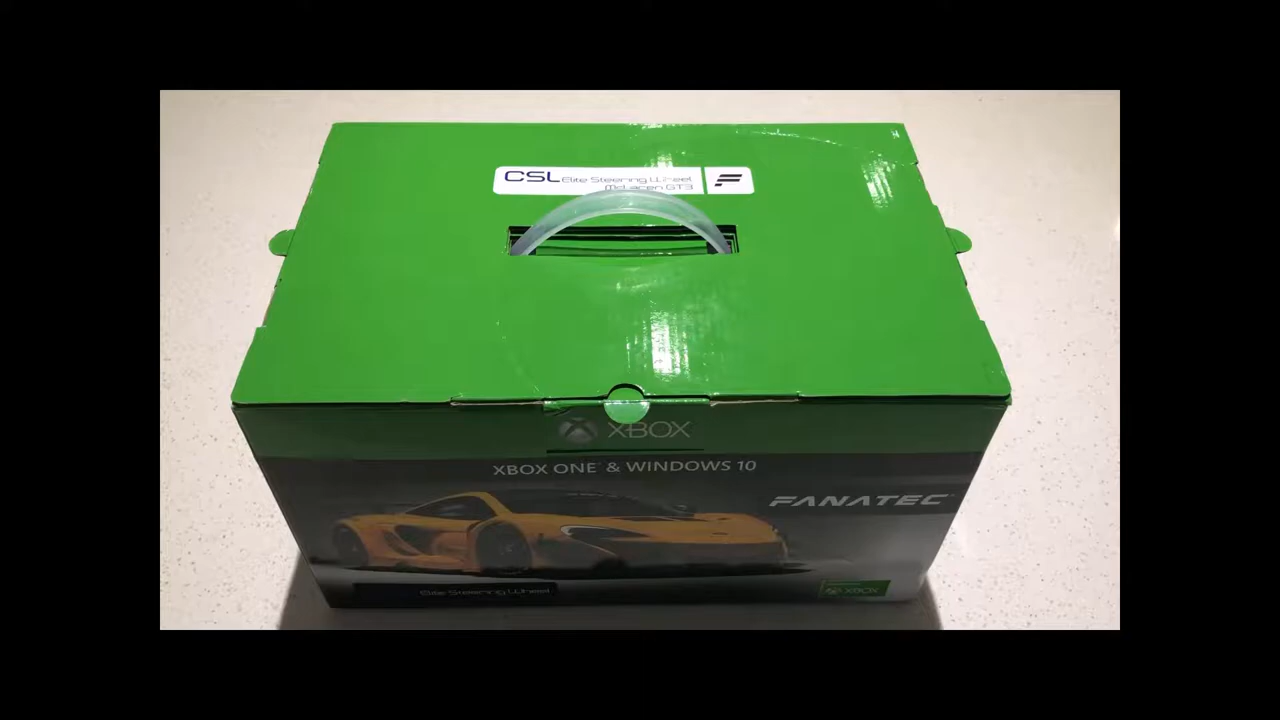 CSL Elite Steering Wheel
McLaren GT3
XBOX
XBOX ONE & WINDOWS 10
FANATEC
Elite Steering Wheel
XBOX